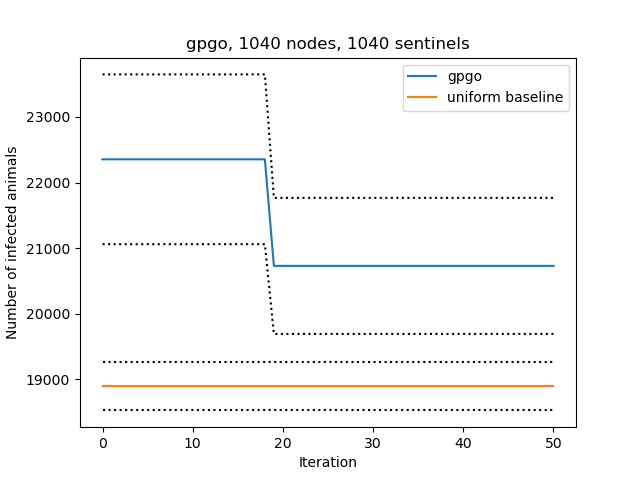 gpgo, 1040 nodes, 1040 sentinels
gpgo
uniform baseline
Number of infected animals
23000
22000
21000
20000
19000
0 10 20 30 40 50
Iteration